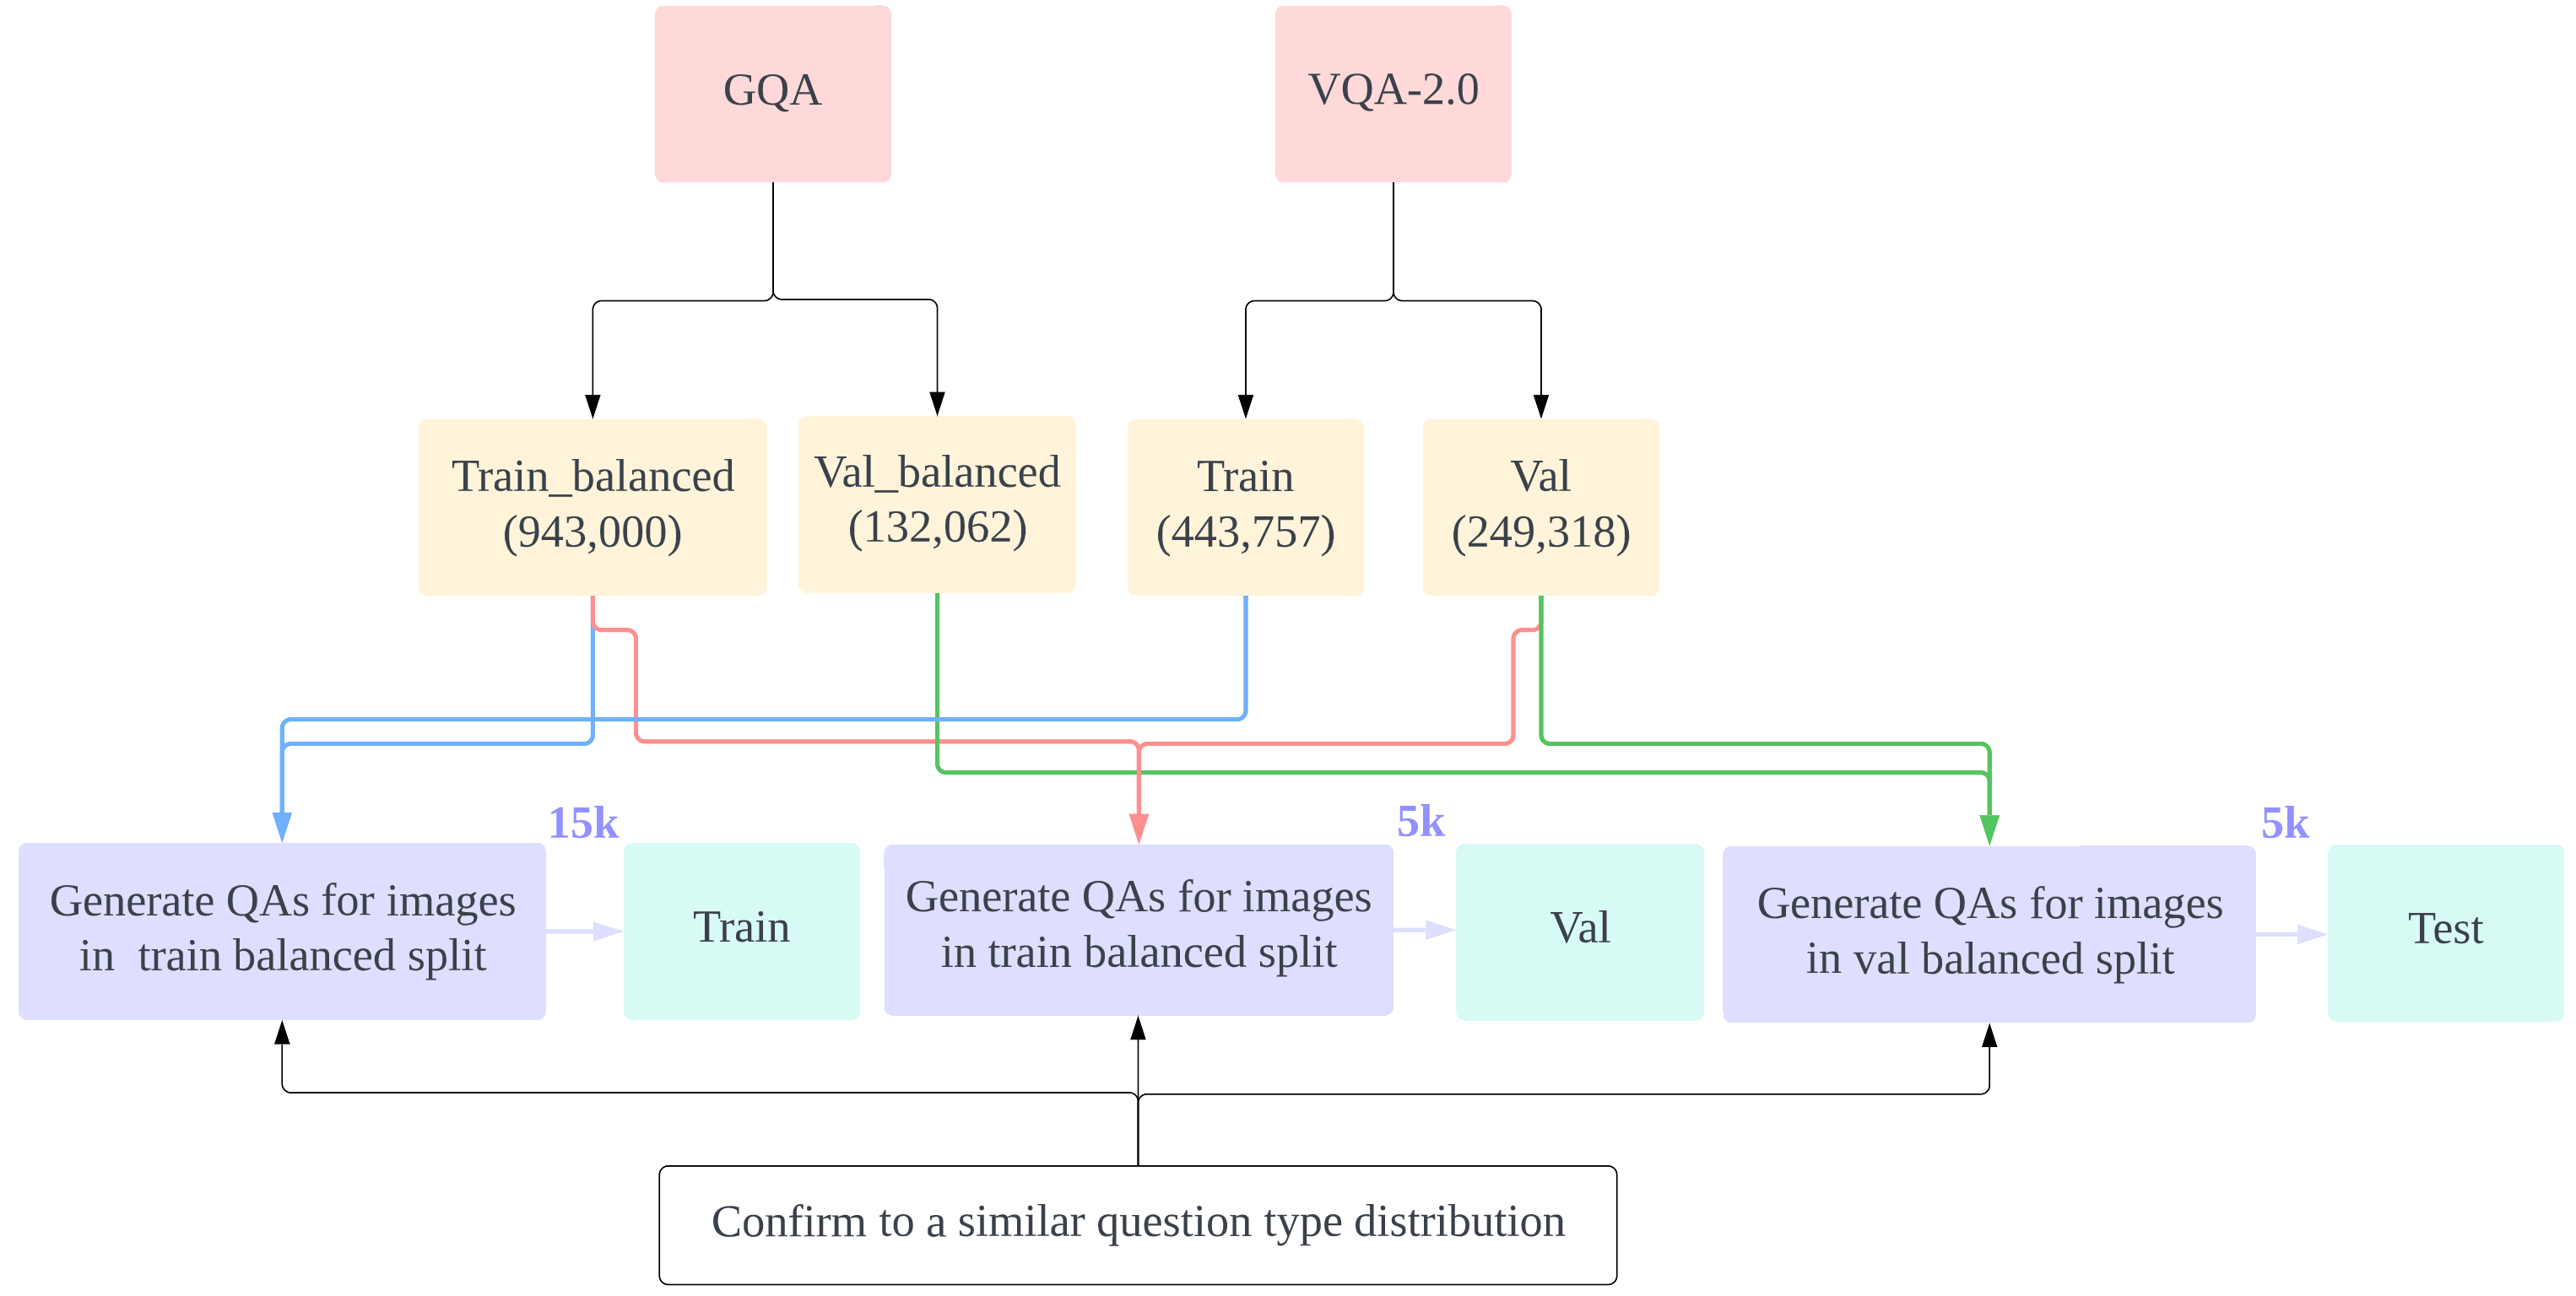 GQA
VQA-2.0
Train_balanced
(943,000)
Val_balanced
(132,062)
Train
(443,757)
Val
(249,318)
15k
5k
5k
Generate QAs for images
in  train balanced split
Train
Generate QAs for images
in train balanced split
Val
Generate QAs for images
in val balanced split
Test
Confirm to a similar question type distribution